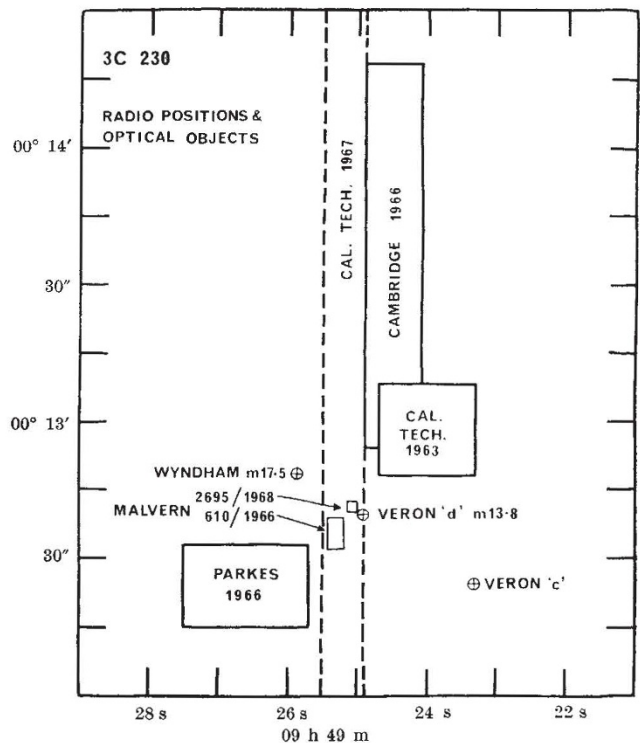 3C 230
RADIO POSITIONS &
OPTICAL OBJECTS
00° 14′
30″
00° 13′
30″
CAL. TECH. 1967
CAMBRIDGE 1966
CAL.
TECH.
1963
WYNDHAM m17·5
2695/1968
MALVERN
610/1966
VERON 'd' m13·8
VERON 'c'
PARKES
1966
28 s
26 s
24 s
22 s
09 h 49 m